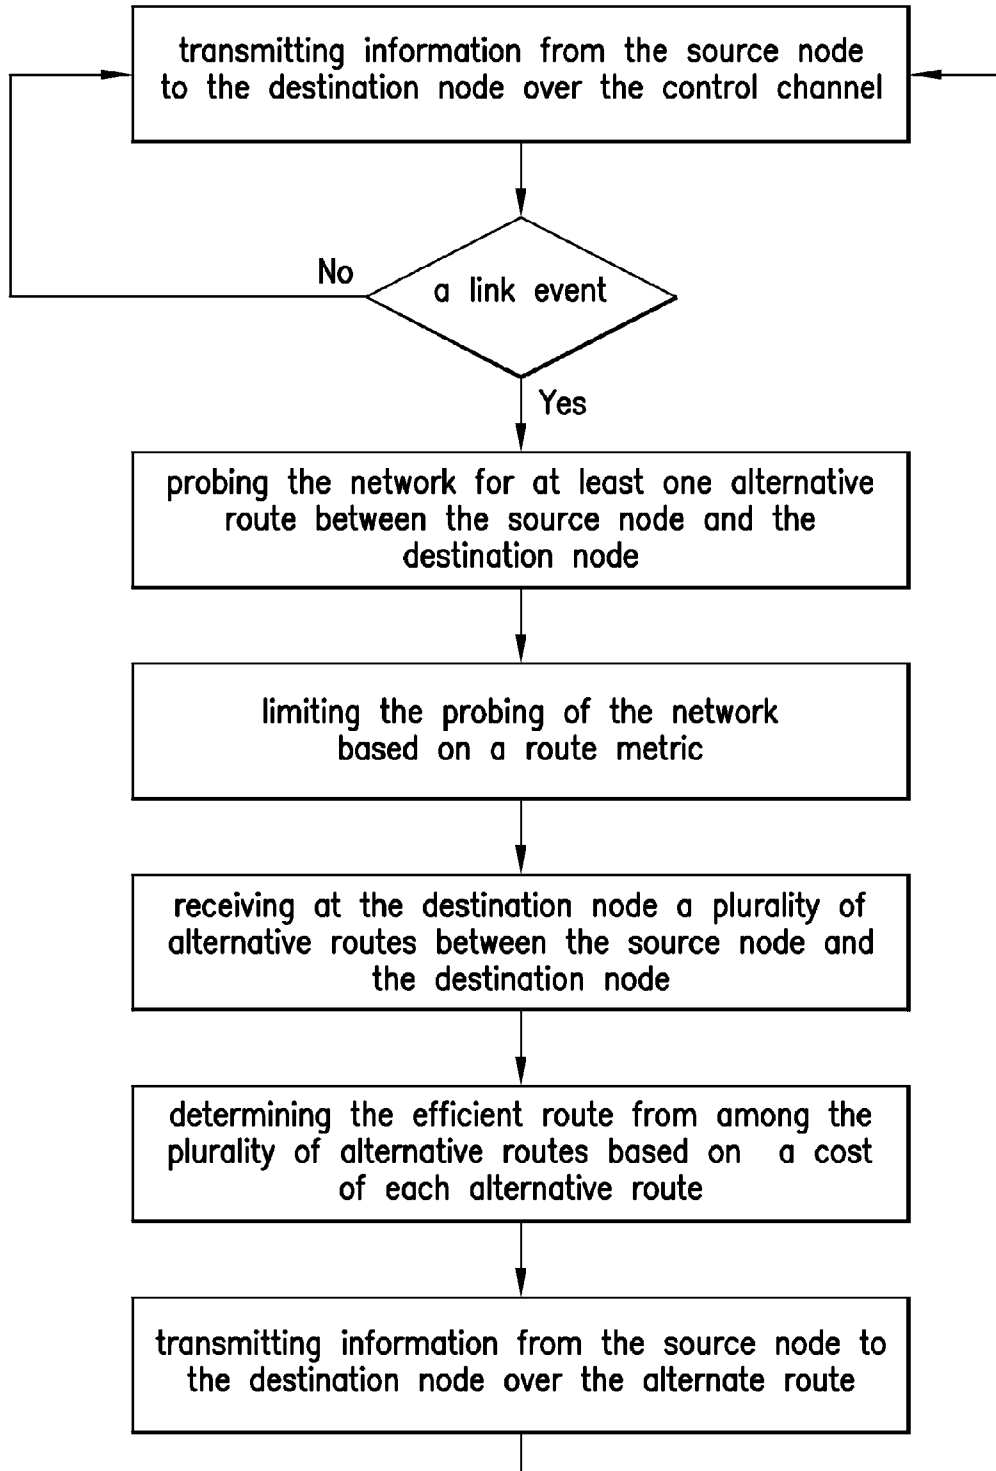 transmitting information from the source node
to the destination node over the control channel
No
a link event
Yes
probing the network for at least one alternative
route between the source node and the
destination node
limiting the probing of the network
based on a route metric
receiving at the destination node a plurality of
alternative routes between the source node and
the destination node
determining the efficient route from among the
plurality of alternative routes based on a cost
of each alternative route
transmitting information from the source node to
the destination node over the alternate route